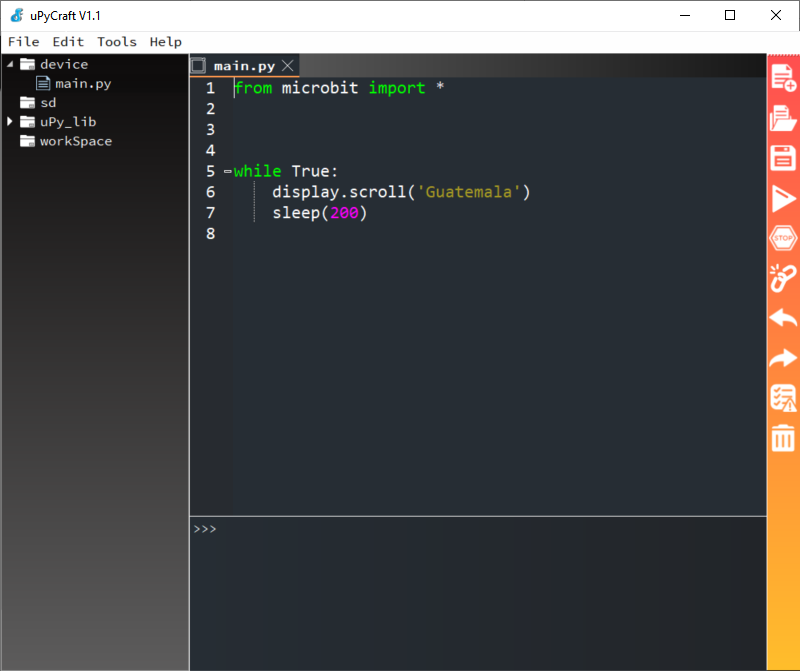 uPyCraft V1.1
File Edit Tools Help
device
main.py
sd
uPy_lib
workSpace
main.py
1 from microbit import *
2
3
4
5 while True:
6     display.scroll('Guatemala')
7     sleep(200)
8
>>>
STOP